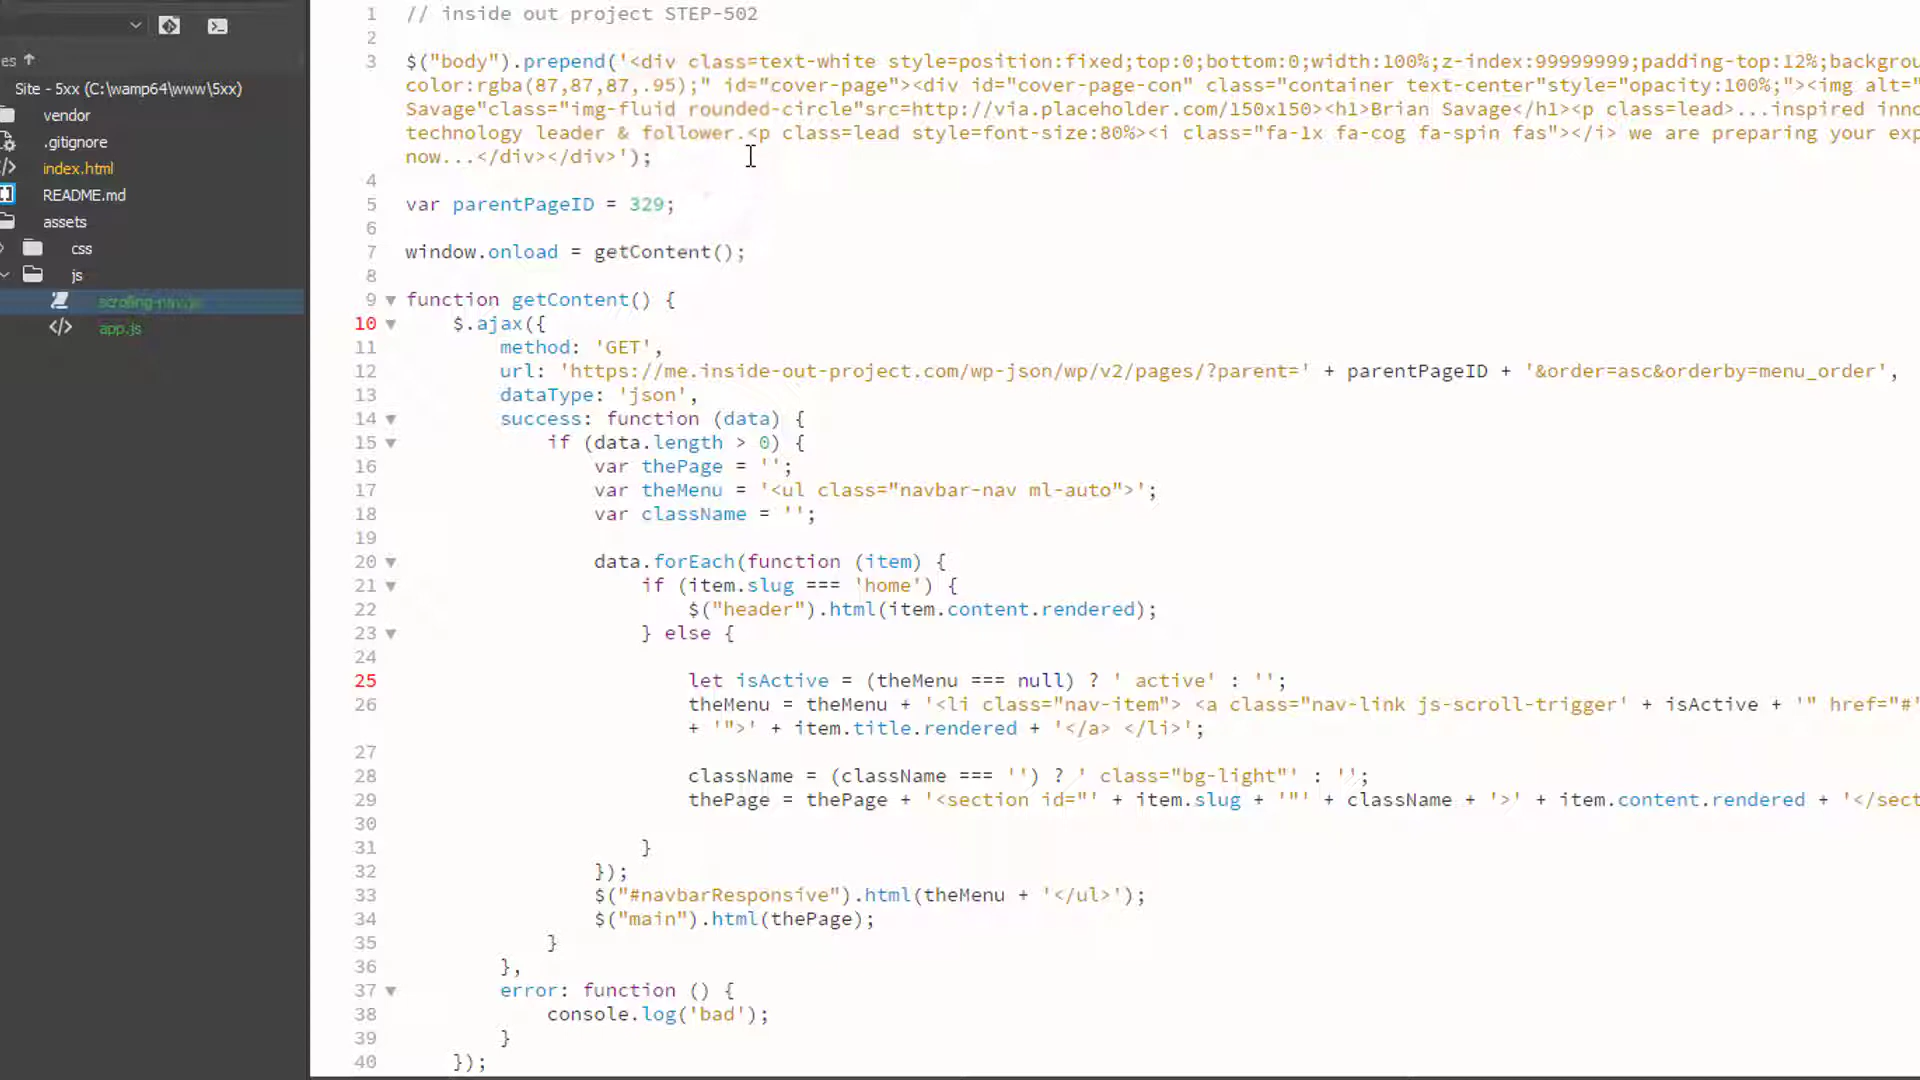 es
Site - 5xx (C:\wamp64\www\5xx)
vendor
.gitignore
index.html
README.md
assets
css
js
scrolling-nav.js
app.js
1 // inside out project STEP-502
2
3 $("body").prepend('<div class=text-white style=position:fixed;top:0;bottom:0;width:100%;z-index:99999999;padding-top:12%;backgrou
color:rgba(87,87,87,.95);" id="cover-page"><div id="cover-page-con" class="container text-center"style="opacity:100%;"><img alt="
Savage"class="img-fluid rounded-circle"src=http://via.placeholder.com/150x150><h1>Brian Savage</h1><p class=lead>...inspired inno
technology leader & follower.<p class=lead style=font-size:80%><i class="fa-1x fa-cog fa-spin fas"></i> we are preparing your exp
now...</div></div>');
4
5 var parentPageID = 329;
6
7 window.onload = getContent();
8
9 function getContent() {
10 $.ajax({
11 method: 'GET',
12 url: 'https://me.inside-out-project.com/wp-json/wp/v2/pages/?parent=' + parentPageID + '&order=asc&orderby=menu_order',
13 dataType: 'json',
14 success: function (data) {
15 if (data.length > 0) {
16 var thePage = '';
17 var theMenu = '<ul class="navbar-nav ml-auto">';
18 var className = '';
19
20 data.forEach(function (item) {
21 if (item.slug === 'home') {
22 $("header").html(item.content.rendered);
23 } else {
24
25 let isActive = (theMenu === null) ? ' active' : '';
26 theMenu = theMenu + '<li class="nav-item"> <a class="nav-link js-scroll-trigger' + isActive + '" href="#'
+ '">' + item.title.rendered + '</a> </li>';
27
28 className = (className === '') ? ' class="bg-light"' : '';
29 thePage = thePage + '<section id="' + item.slug + '"' + className + '>' + item.content.rendered + '</sect
30
31 }
32 });
33 $("#navbarResponsive").html(theMenu + '</ul>');
34 $("main").html(thePage);
35 }
36 },
37 error: function () {
38 console.log('bad');
39 }
40 });